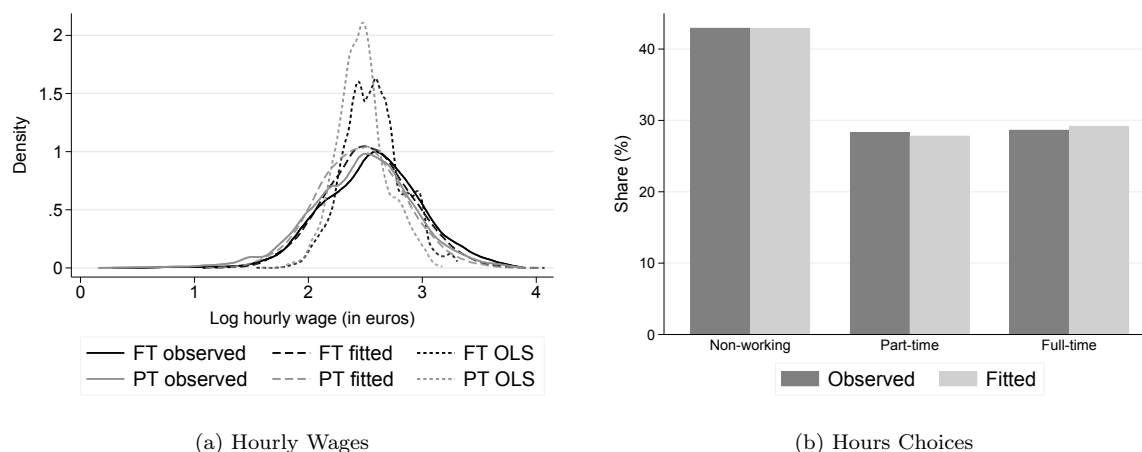 Density
2
1.5
1
.5
0
0 1 2 3 4
Log hourly wage (in euros)
FT observed FT fitted FT OLS
PT observed PT fitted PT OLS
(a) Hourly Wages
Share (%)
40
30
20
10
0
Non-working Part-time Full-time
Observed Fitted
(b) Hours Choices